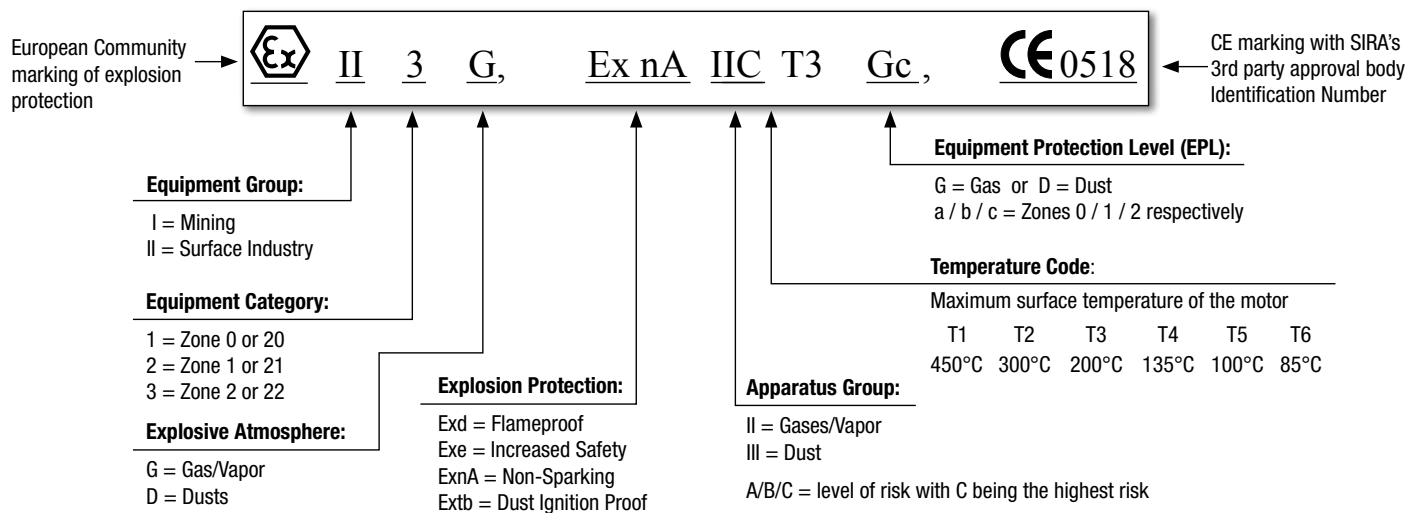 European Community
marking of explosion
protection
Ex II 3 G, Ex nA IIC T3 Gc, CE 0518
CE marking with SIRA's
3rd party approval body
Identification Number
Equipment Group:
I = Mining
II = Surface Industry
Equipment Category:
1 = Zone 0 or 20
2 = Zone 1 or 21
3 = Zone 2 or 22
Explosive Atmosphere:
G = Gas/Vapor
D = Dusts
Explosion Protection:
Exd = Flameproof
Exe = Increased Safety
ExnA = Non-Sparking
Extb = Dust Ignition Proof
Apparatus Group:
II = Gases/Vapor
III = Dust
A/B/C = level of risk with C being the highest risk
Equipment Protection Level (EPL):
G = Gas or D = Dust
a / b / c = Zones 0 / 1 / 2 respectively
Temperature Code:
Maximum surface temperature of the motor
T1 T2 T3 T4 T5 T6
450°C 300°C 200°C 135°C 100°C 85°C